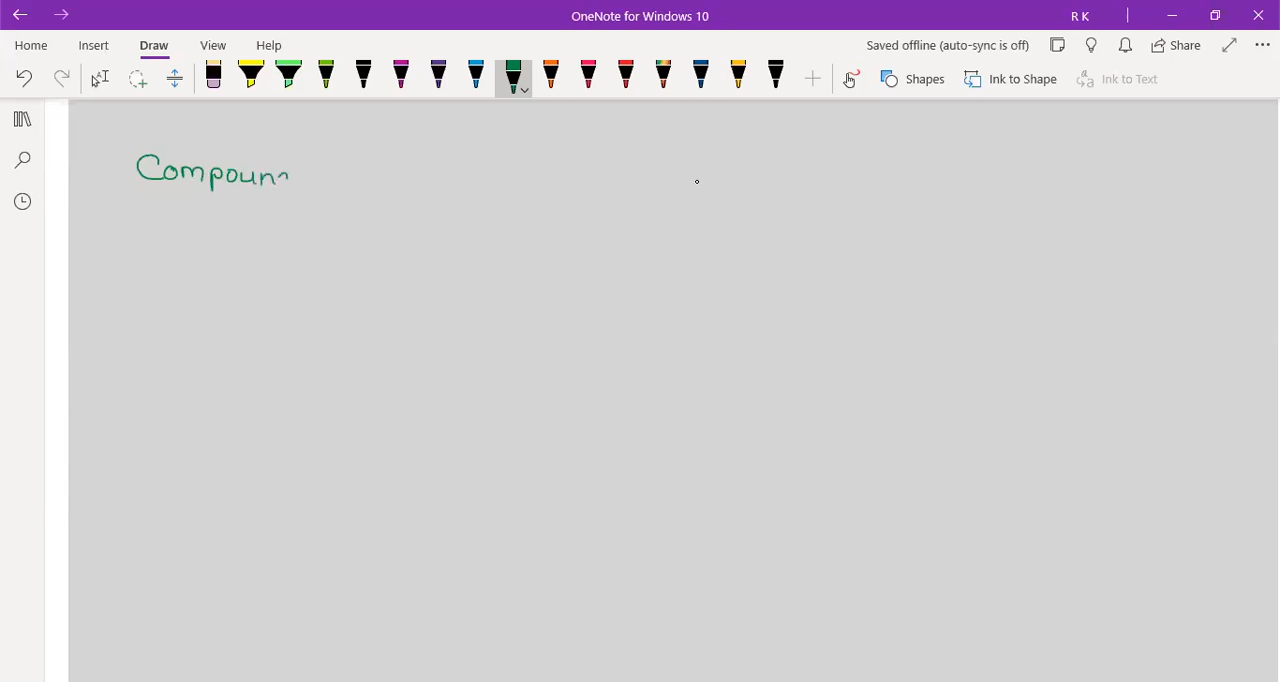 OneNote for Windows 10
R K
Home Insert Draw View Help
Saved offline (auto-sync is off)
Share
Shapes
Ink to Shape
Ink to Text
Compoun